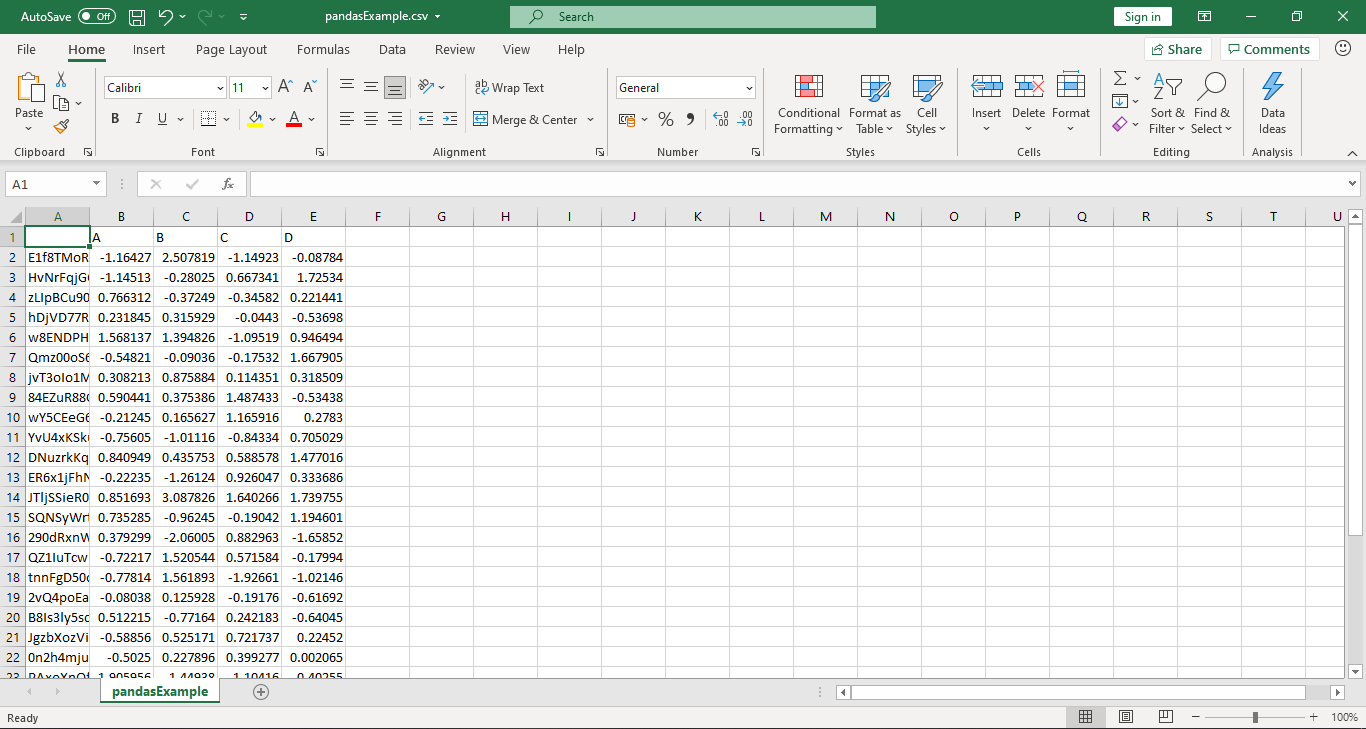 AutoSave Off pandasExample.csv Search Sign in
File Home Insert Page Layout Formulas Data Review View Help Share Comments
Paste Calibri 11 Wrap Text General Conditional Formatting Format as Table Cell Styles Insert Delete Format Sort & Filter Find & Select Data Ideas
B I U Merge & Center % 9
Clipboard Font Alignment Number Styles Cells Editing Analysis
A1 fx
A B C D E F G H I J K L M N O P Q R S T U
1 A B C D
2 E1f8TMoR -1.16427 2.507819 -1.14923 -0.08784
3 HvNrFqjG -1.14513 -0.28025 0.667341 1.72534
4 zLIpBCu90 0.766312 -0.37249 -0.34582 0.221441
5 hDjVD77R 0.231845 0.315929 -0.0443 -0.53698
6 w8ENDPH 1.568137 1.394826 -1.09519 0.946494
7 Qmz00oS6 -0.54821 -0.09036 -0.17532 1.667905
8 jvT3oIo1M 0.308213 0.875884 0.114351 0.318509
9 84EZuR88 0.590441 0.375386 1.487433 -0.53438
10 wY5CEeG6 -0.21245 0.165627 1.165916 0.2783
11 YvU4xKSk -0.75605 -1.01116 -0.84334 0.705029
12 DNuzrkKq 0.840949 0.435753 0.588578 1.477016
13 ER6x1jFhN -0.22235 -1.26124 0.926047 0.333686
14 JTljSSieR0 0.851693 3.087826 1.640266 1.739755
15 SQNSyWrt 0.735285 -0.96245 -0.19042 1.194601
16 290dRxnW 0.379299 -2.06005 0.882963 -1.65852
17 QZ1IuTcw -0.72217 1.520544 0.571584 -0.17994
18 tnnFgD50 -0.77814 1.561893 -1.92661 -1.02146
19 2vQ4poEa -0.08038 0.125928 -0.19176 -0.61692
20 B8Is3ly5s -0.77164 0.512215 0.242183 -0.64045
21 JgzbXozVi -0.58856 0.525171 0.721737 0.22452
22 0n2h4mju -0.5025 0.227896 0.399277 0.002065
pandasExample
Ready 100%